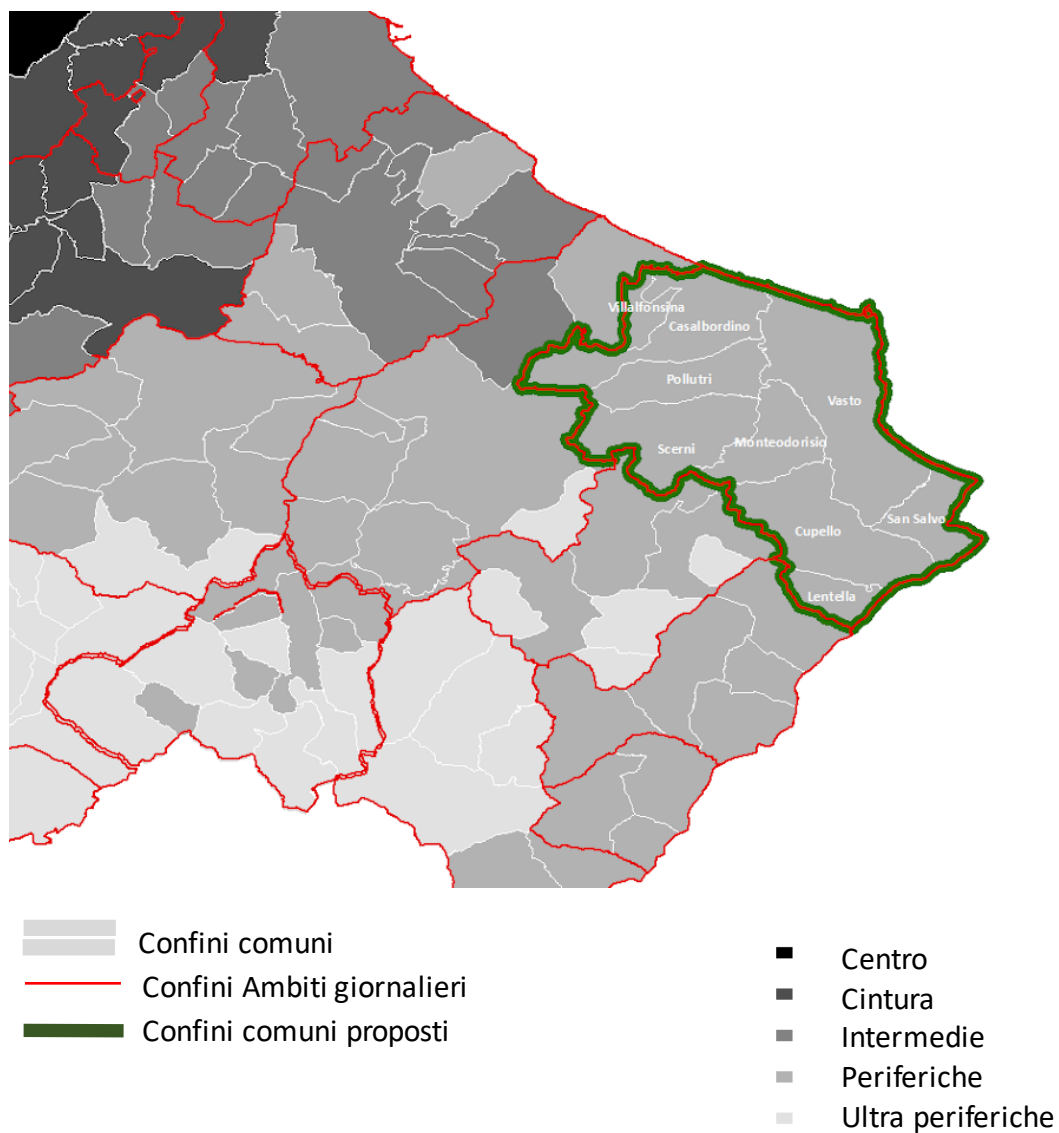 Villalfonsina
Casalbordino
Pollutri
Vasto
Scerni
Monteodorisio
Cupello
San Salvo
Lentella
Confini comuni
Confini Ambiti giornalieri
Confini comuni proposti
Centro
Cintura
Intermedie
Periferiche
Ultra periferiche